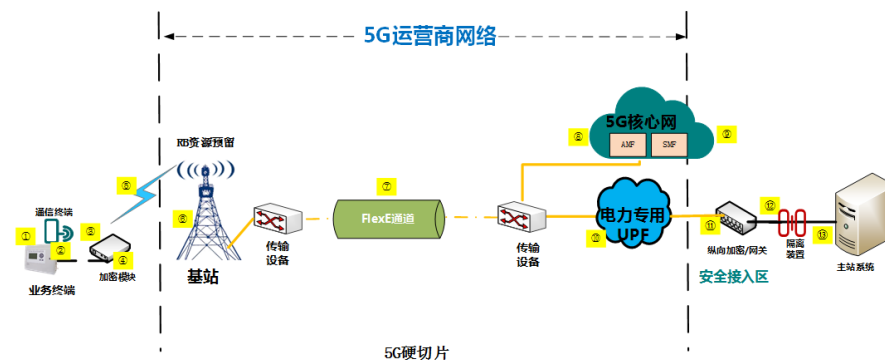 5G运营商网络
RB资源预留
5G核心网
AMF
SMF
⑧
②
⑤
⑦
通信终端
①
②
③
④
⑥
FlexE通道
电力专用
UPF
⑩
⑪
⑫
⑬
业务终端
加密模块
基站
传输
设备
传输
设备
纵向加密/网关
隔离
装置
主站系统
安全接入区
5G硬切片